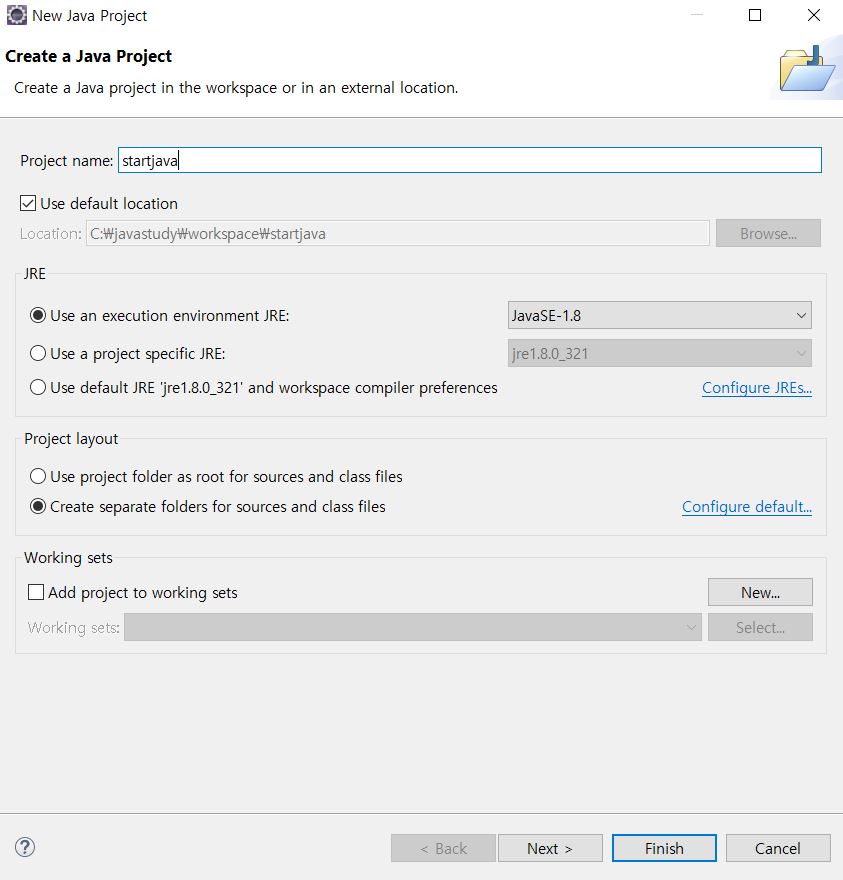 New Java Project
Create a Java Project
Create a Java project in the workspace or in an external location.
Project name: startjava
Use default location
Location: C:₩javastudy₩workspace₩startjava Browse...
JRE
Use an execution environment JRE: JavaSE-1.8
Use a project specific JRE: jre1.8.0_321
Use default JRE 'jre1.8.0_321' and workspace compiler preferences Configure JREs...
Project layout
Use project folder as root for sources and class files
Create separate folders for sources and class files Configure default...
Working sets
Add project to working sets New...
Working sets: Select...
? < Back Next > Finish Cancel